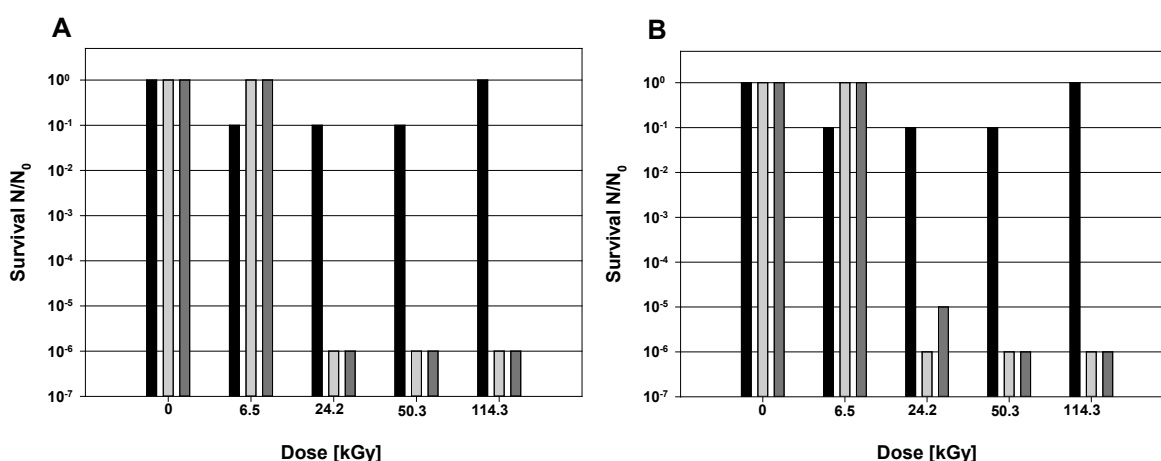 A
Survival N/N₀
10⁰
10⁻¹
10⁻²
10⁻³
10⁻⁴
10⁻⁵
10⁻⁶
10⁻⁷
0 6.5 24.2 50.3 114.3
Dose [kGy]
B
Survival N/N₀
10⁰
10⁻¹
10⁻²
10⁻³
10⁻⁴
10⁻⁵
10⁻⁶
10⁻⁷
0 6.5 24.2 50.3 114.3
Dose [kGy]